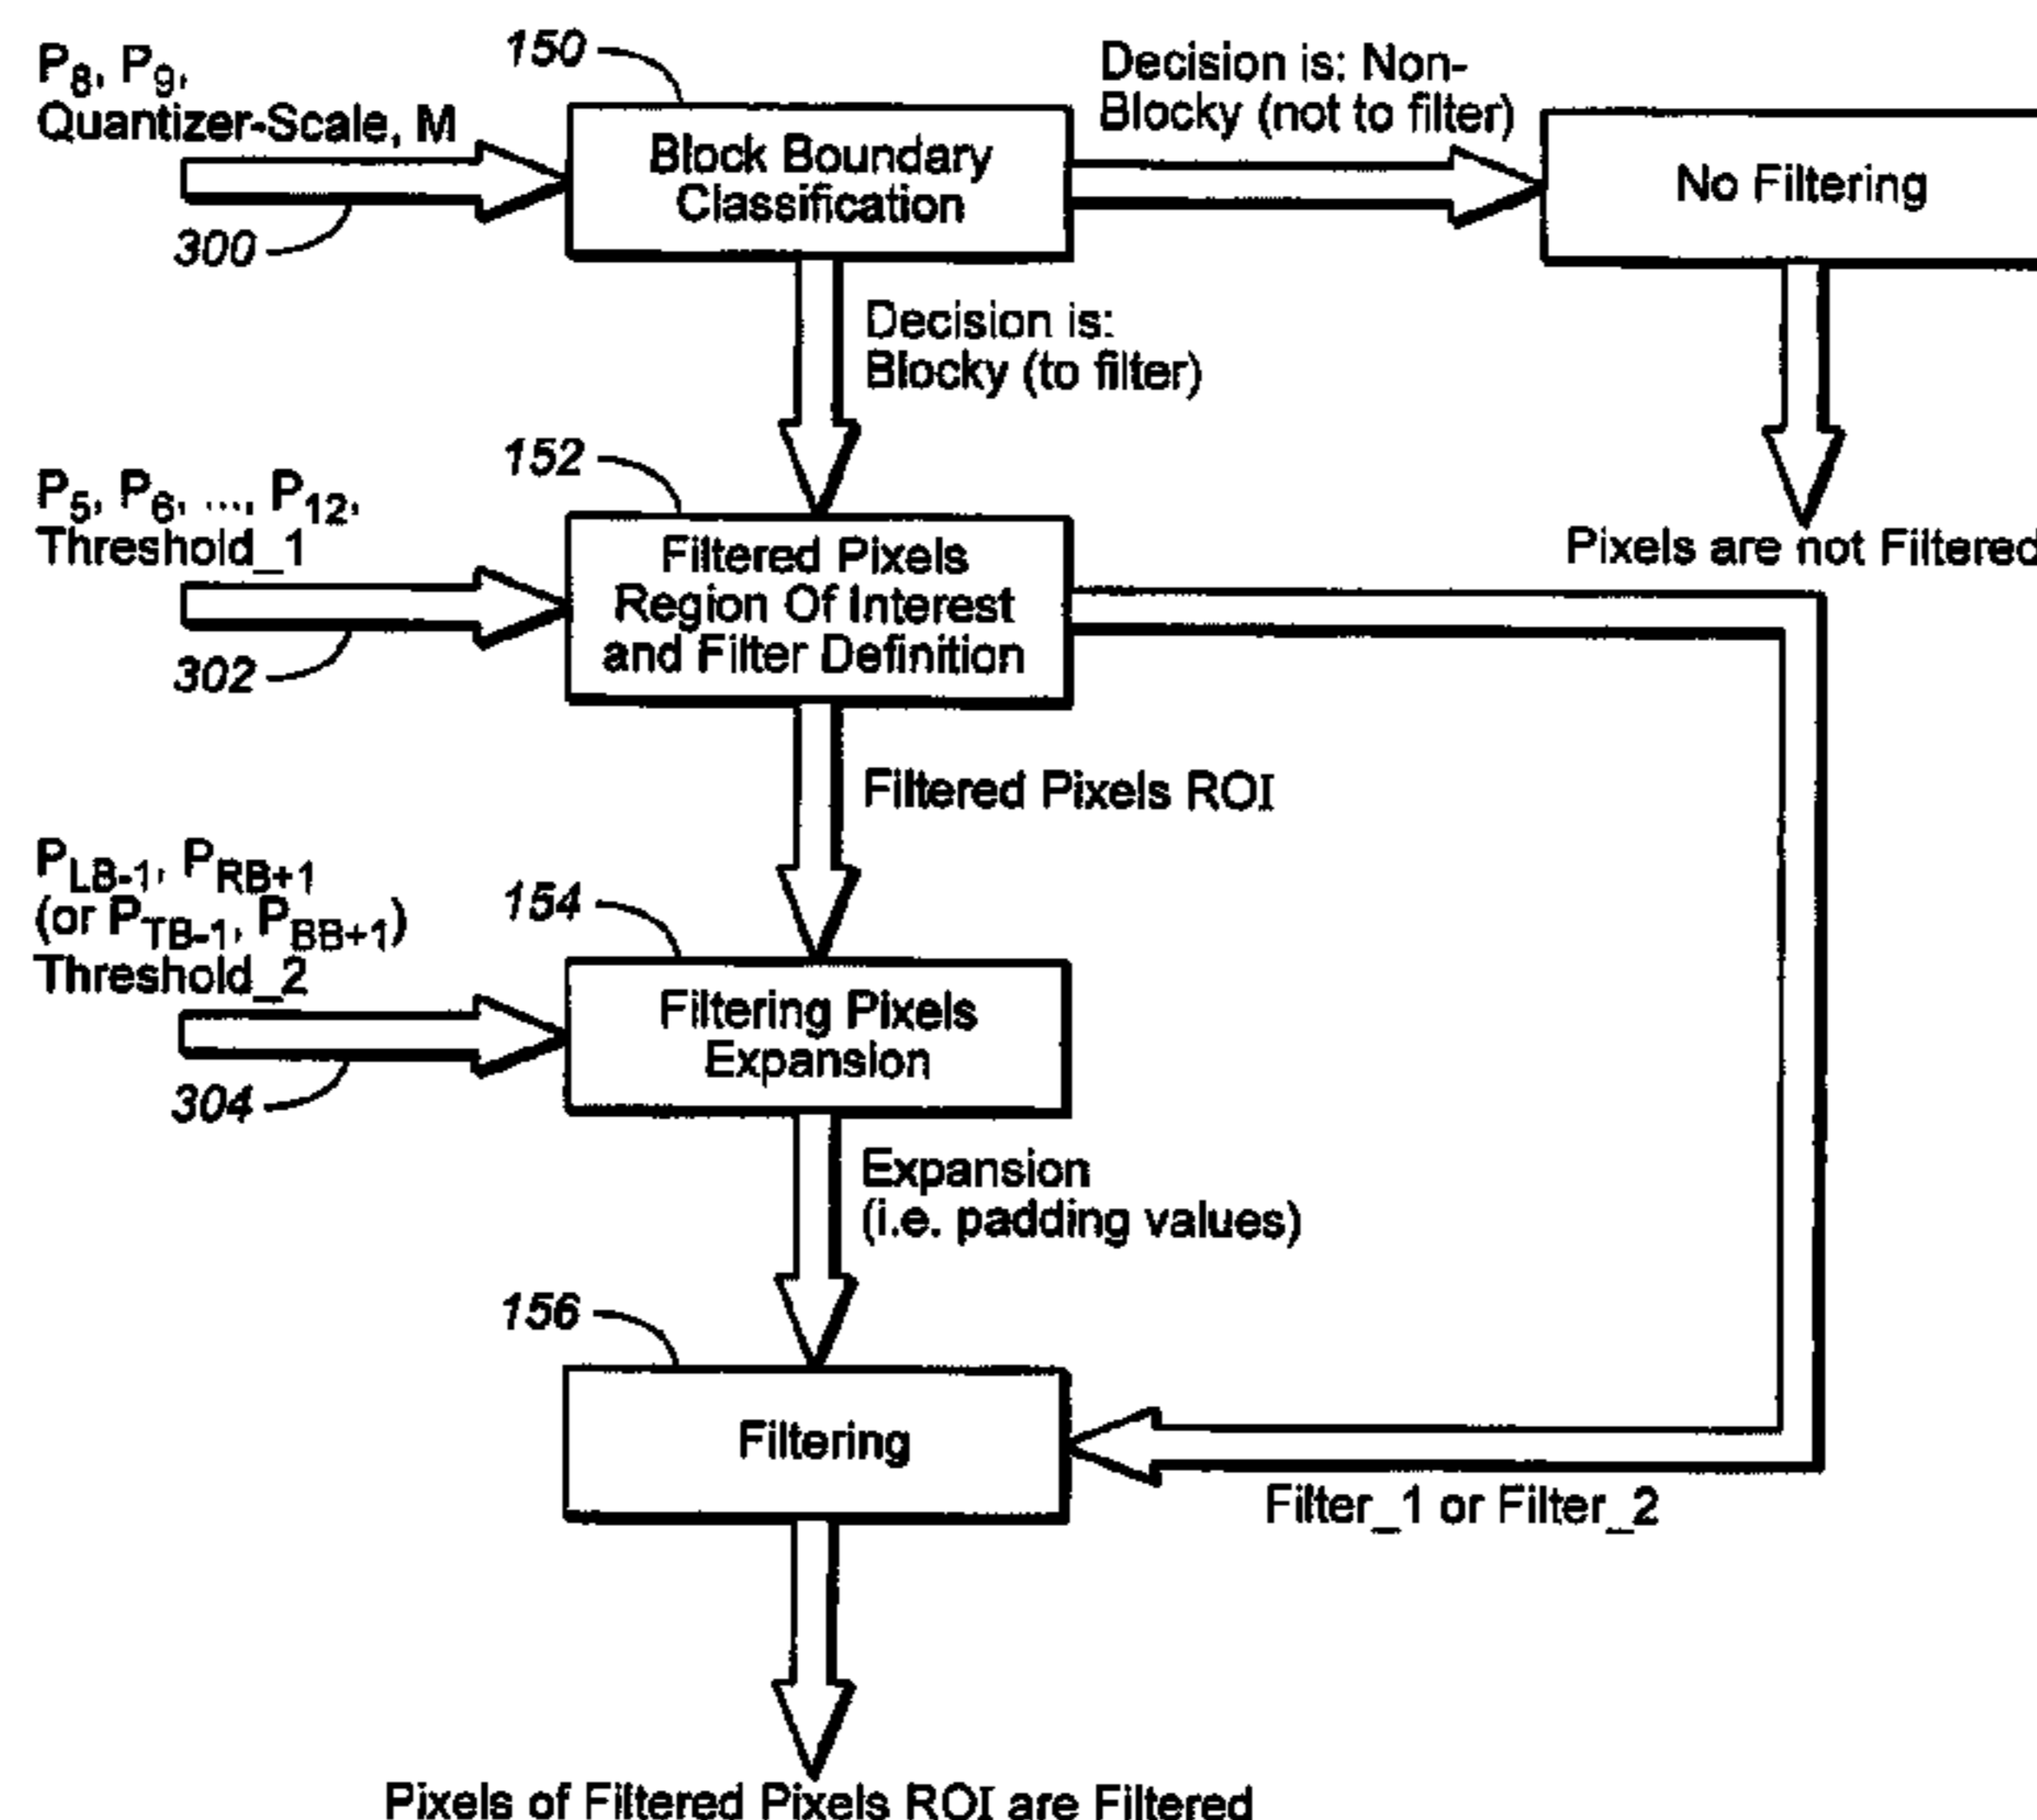 P8, P9,
Quantizer-Scale, M
300
150
Block Boundary
Classification
Decision is: Non-
Blocky (not to filter)
No Filtering
Pixels are not Filtered
Decision is:
Blocky (to filter)
P5, P6, ..., P12,
Threshold_1
302
152
Filtered Pixels
Region Of Interest
and Filter Definition
Filtered Pixels ROI
PLB-1, PRB+1
(or PTB-1, PBB+1)
Threshold_2
304
154
Filtering Pixels
Expansion
Expansion
(i.e. padding values)
156
Filtering
Filter_1 or Filter_2
Pixels of Filtered Pixels ROI are Filtered